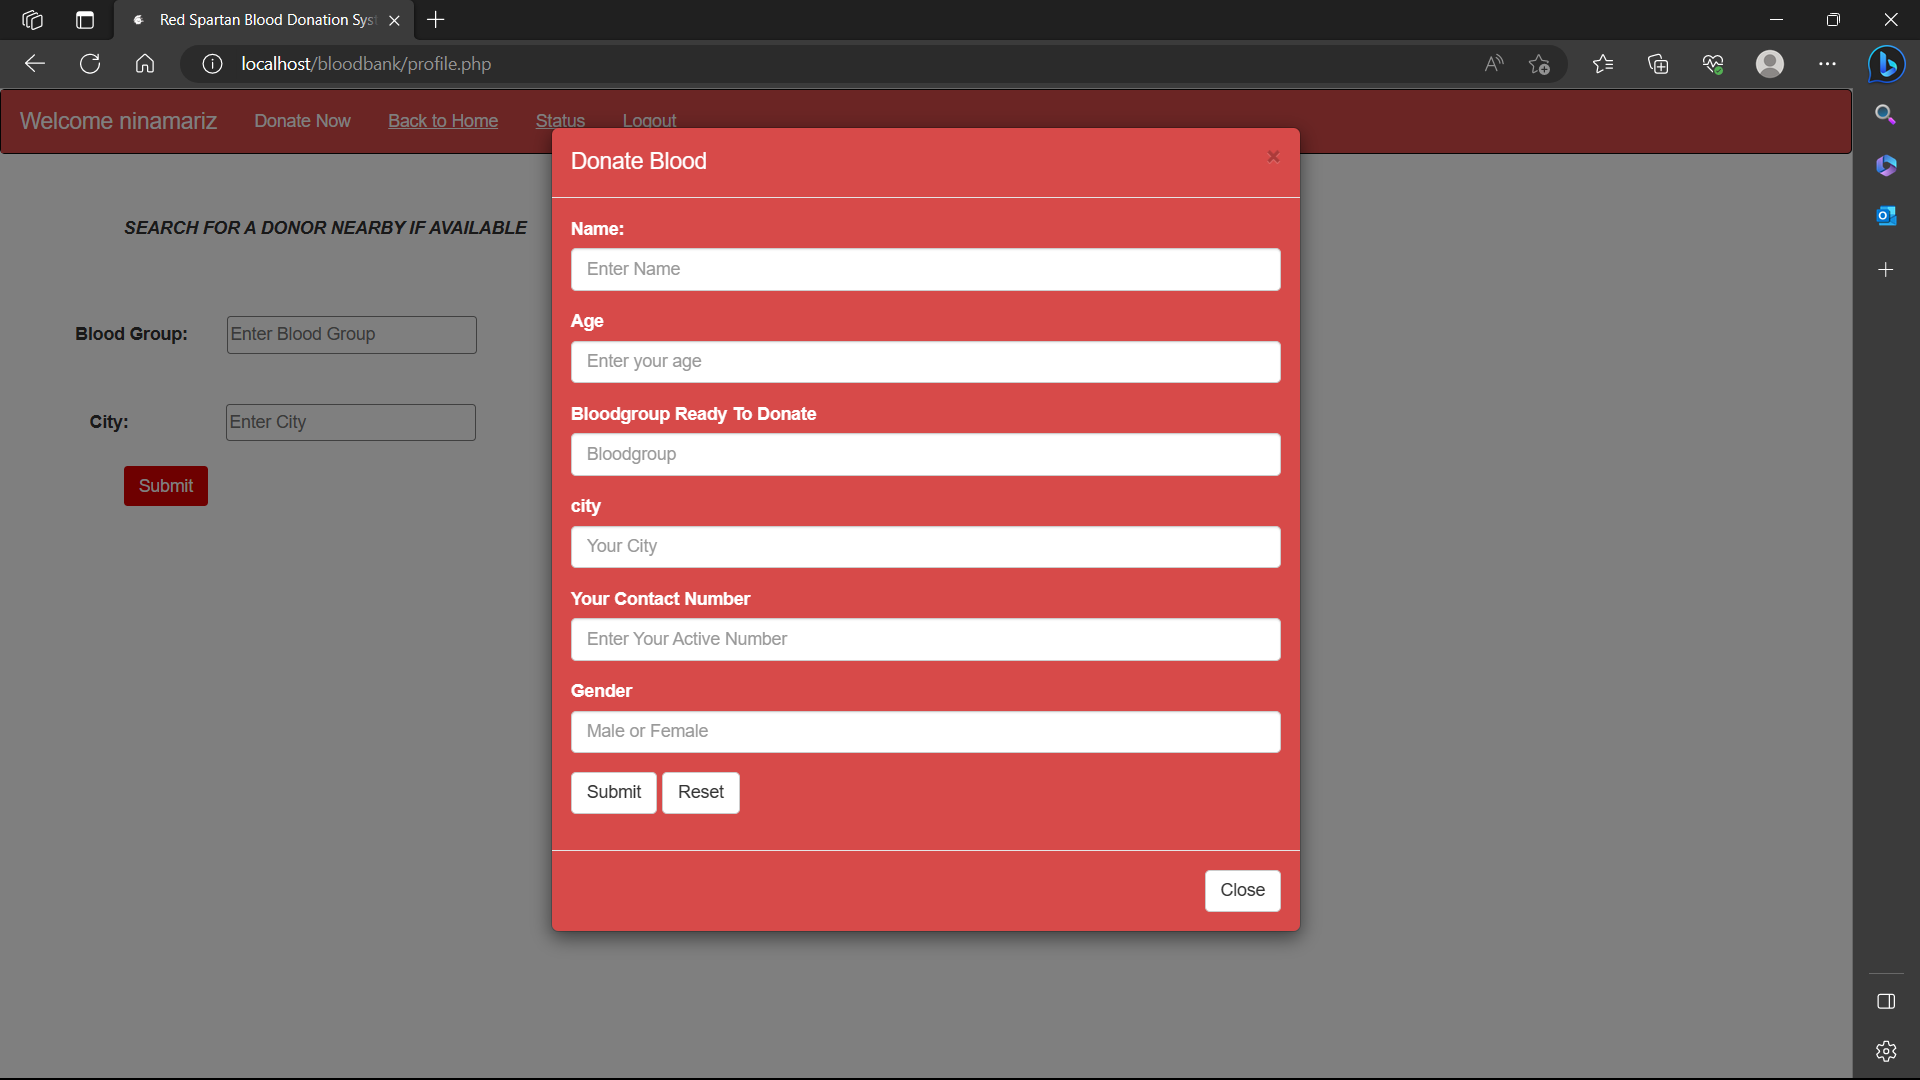 Red Spartan Blood Donation Sys
localhost/bloodbank/profile.php
Welcome ninamariz
Donate Now
Back to Home
Status
Logout
Donate Blood
×
SEARCH FOR A DONOR NEARBY IF AVAILABLE
Blood Group:
Enter Blood Group
City:
Enter City
Submit
Name:
Enter Name
Age
Enter your age
Bloodgroup Ready To Donate
Bloodgroup
city
Your City
Your Contact Number
Enter Your Active Number
Gender
Male or Female
Submit
Reset
Close